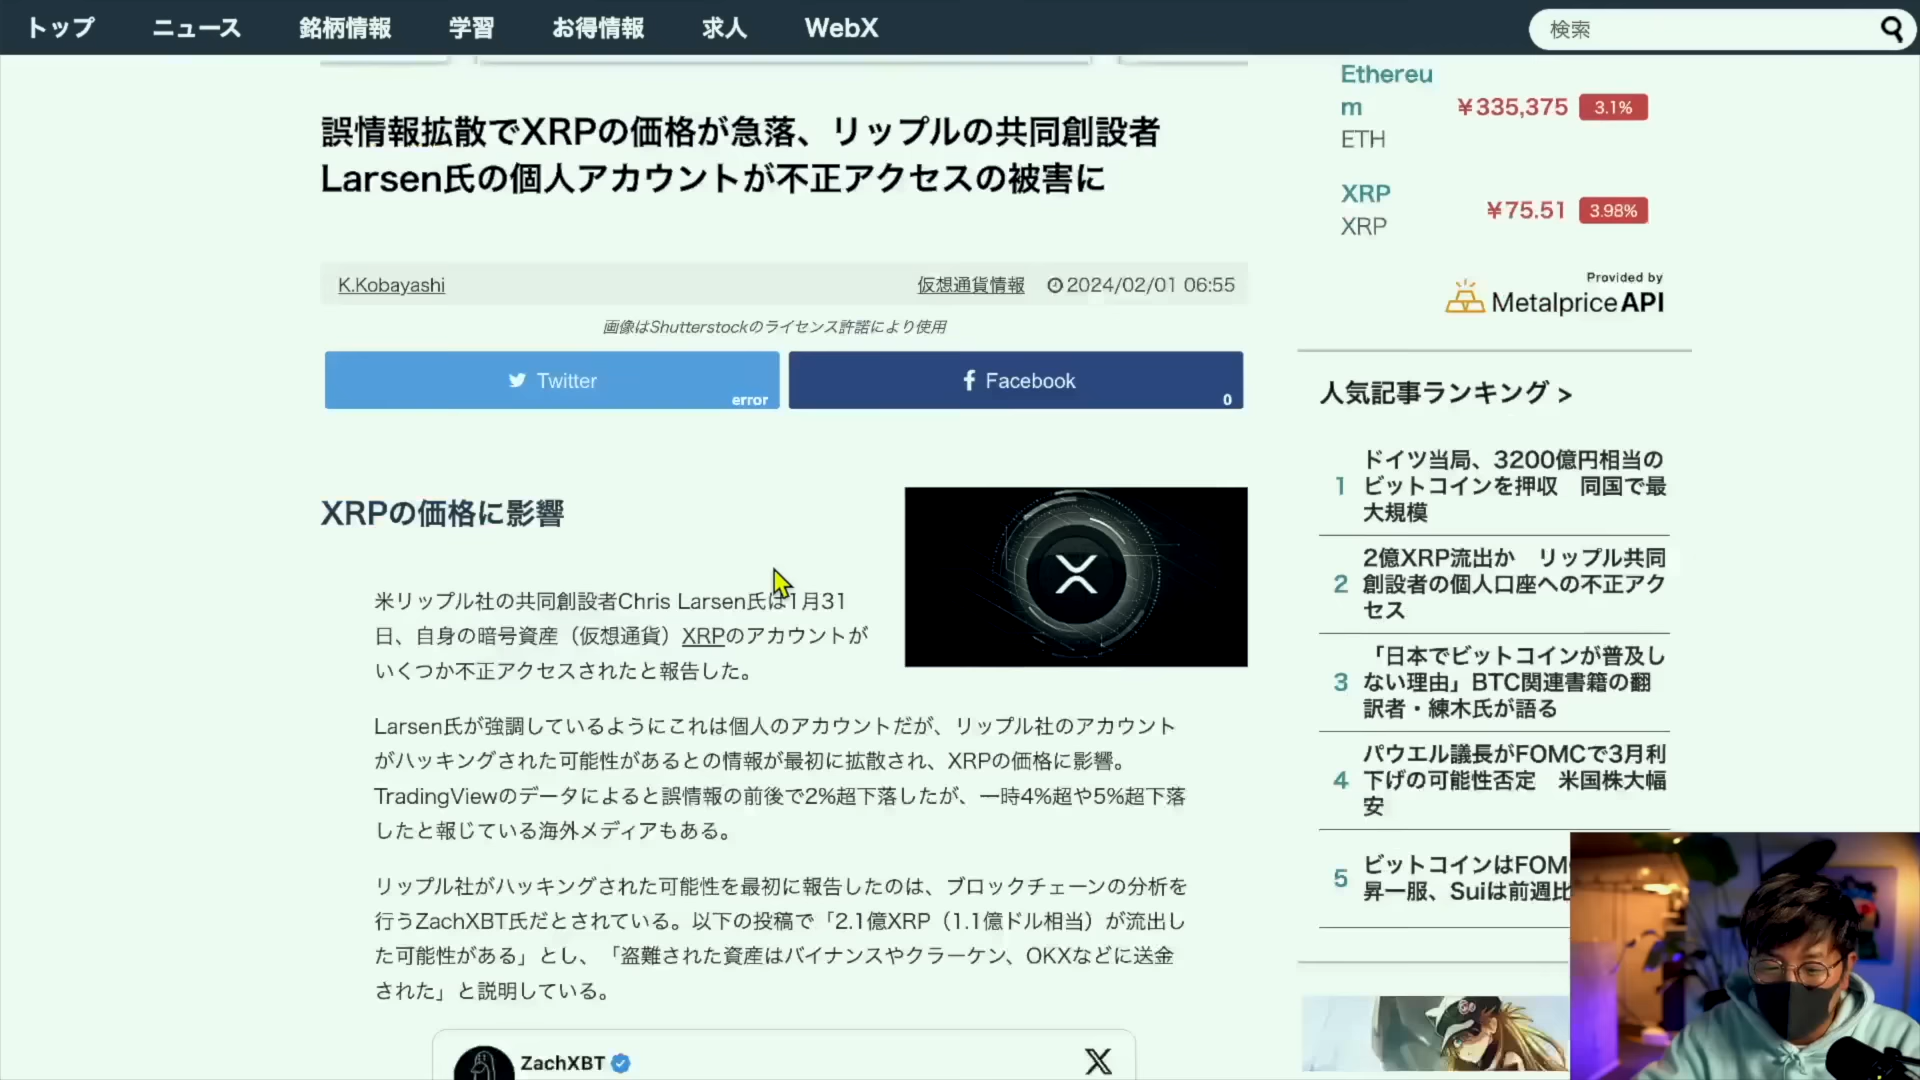 トップ
ニュース
銘柄情報
学習
お得情報
求人
WebX
検索
誤情報拡散でXRPの価格が急落、リップルの共同創設者
Larsen氏の個人アカウントが不正アクセスの被害に
K.Kobayashi
仮想通貨情報
2024/02/01 06:55
画像はShutterstockのライセンス許諾により使用
Twitter
error
Facebook
0
XRPの価格に影響
米リップル社の共同創設者Chris Larsen氏は1月31
日、自身の暗号資産（仮想通貨）XRPのアカウントが
いくつか不正アクセスされたと報告した。
Larsen氏が強調しているようにこれは個人のアカウントだが、リップル社のアカウント
がハッキングされた可能性があるとの情報が最初に拡散され、XRPの価格に影響。
TradingViewのデータによると誤情報の前後で2%超下落したが、一時4%超や5%超下落
したと報じている海外メディアもある。
リップル社がハッキングされた可能性を最初に報告したのは、ブロックチェーンの分析を
行うZachXBT氏だとされている。以下の投稿で「2.1億XRP（1.1億ドル相当）が流出し
た可能性がある」とし、「盗難された資産はバイナンスやクラーケン、OKXなどに送金
された」と説明している。
ZachXBT
Ethereu
m
ETH
¥335,375
3.1%
XRP
XRP
¥75.51
3.98%
Provided by
MetalpriceAPI
人気記事ランキング >
1
ドイツ当局、3200億円相当の
ビットコインを押収　同国で最
大規模
2
2億XRP流出か　リップル共同
創設者の個人口座への不正アク
セス
3
「日本でビットコインが普及し
ない理由」BTC関連書籍の翻
訳者・練木氏が語る
4
パウエル議長がFOMCで3月利
下げの可能性否定　米国株大幅
安
5
ビットコインはFOM
昇一服、Suiは前週比